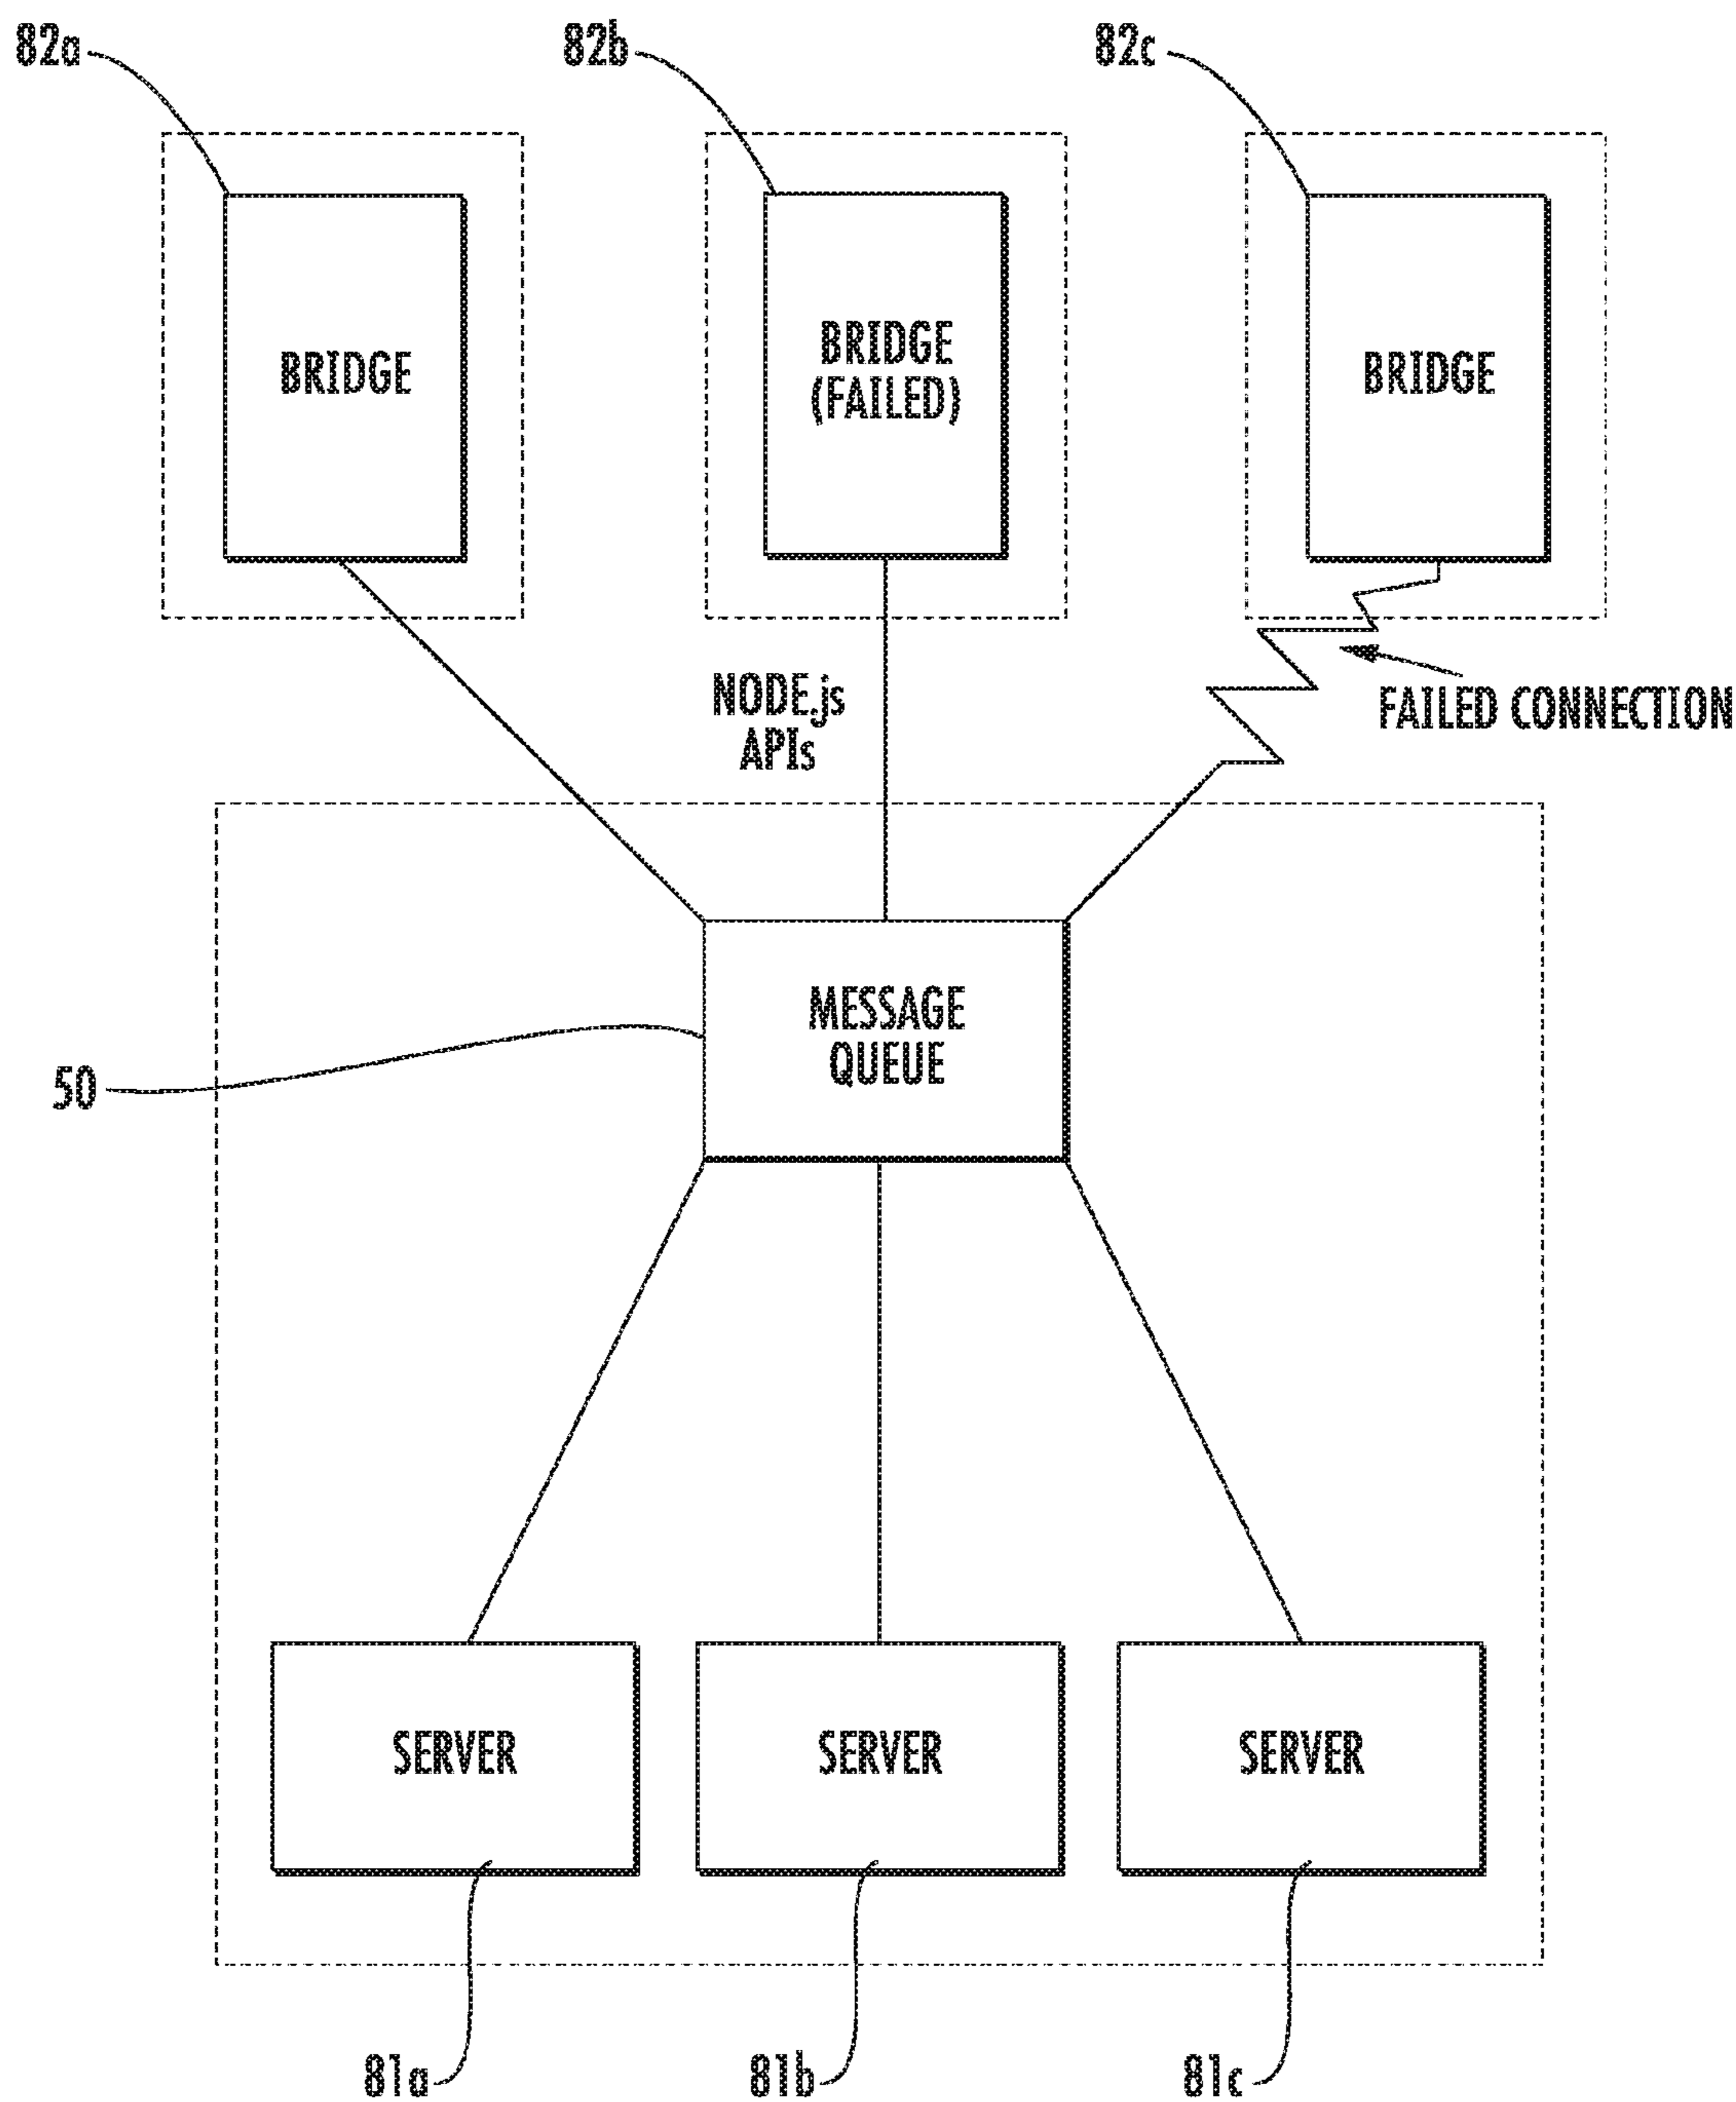 82a
82b
82c
BRIDGE
BRIDGE
(FAILED)
BRIDGE
NODE.js
APIs
FAILED CONNECTION
MESSAGE
QUEUE
50
SERVER
SERVER
SERVER
81a
81b
81c